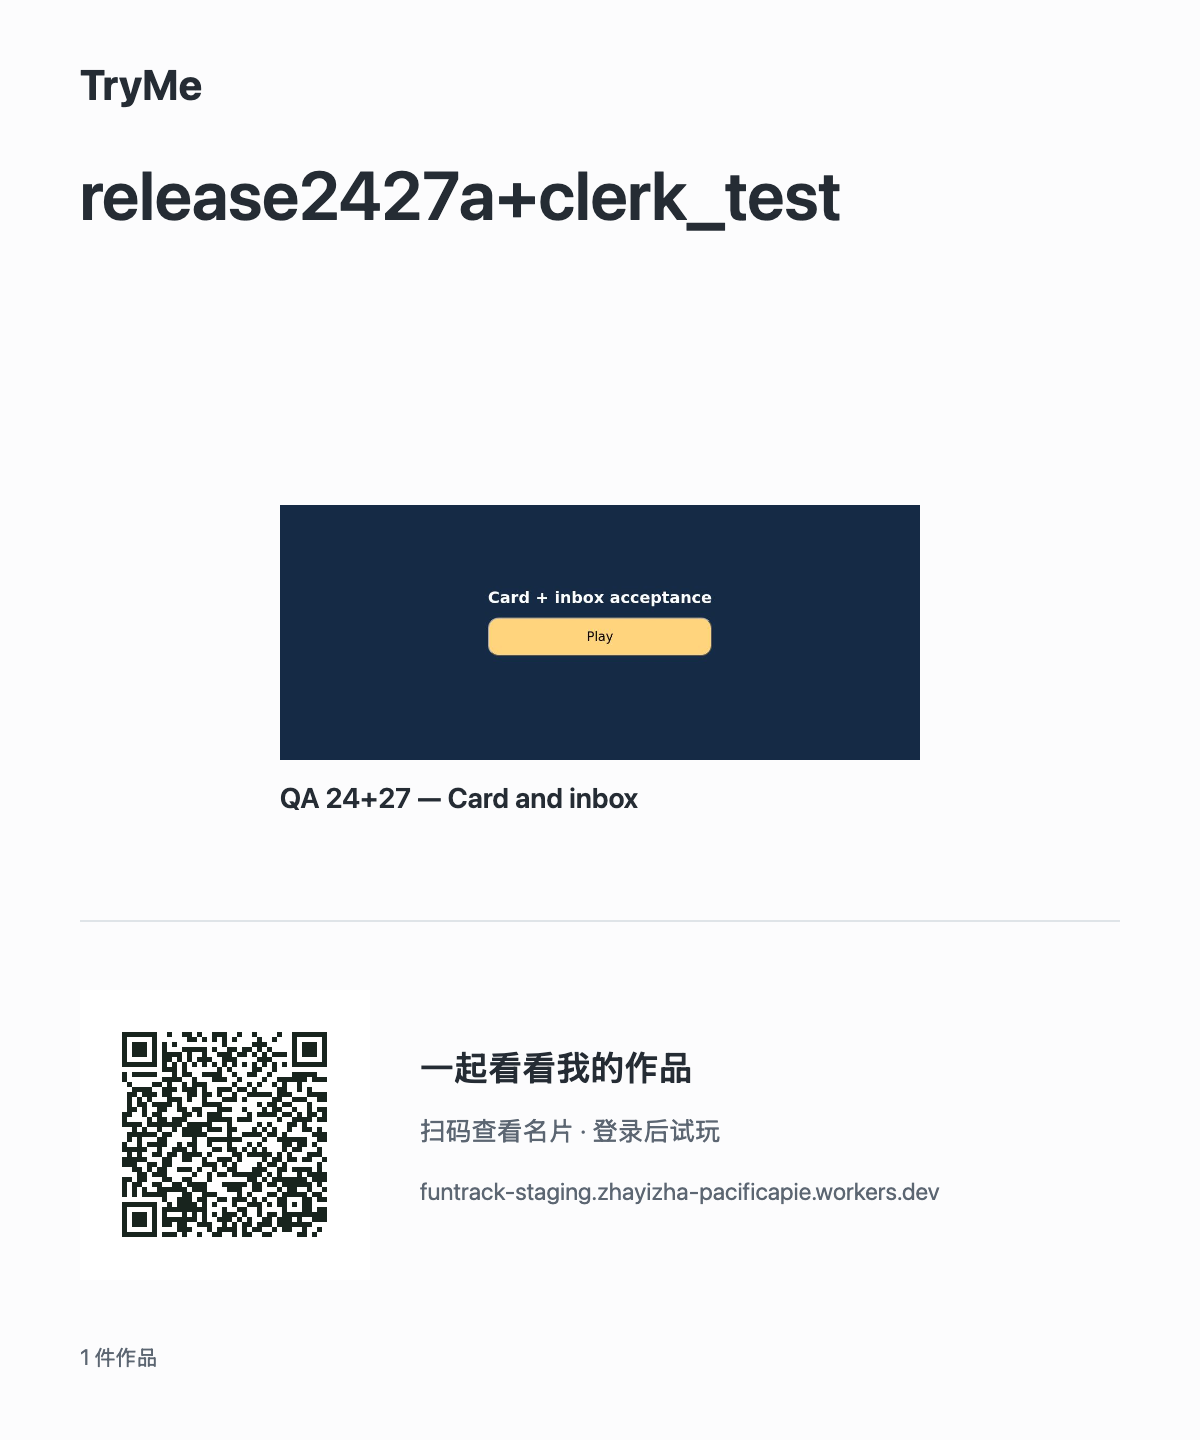 TryMe
release2427a+clerk_test
Card + inbox acceptance
Play
QA 24+27 — Card and inbox
一起看看我的作品
扫码查看名片 · 登录后试玩
funtrack-staging.zhayizha-pacificapie.workers.dev
1 件作品